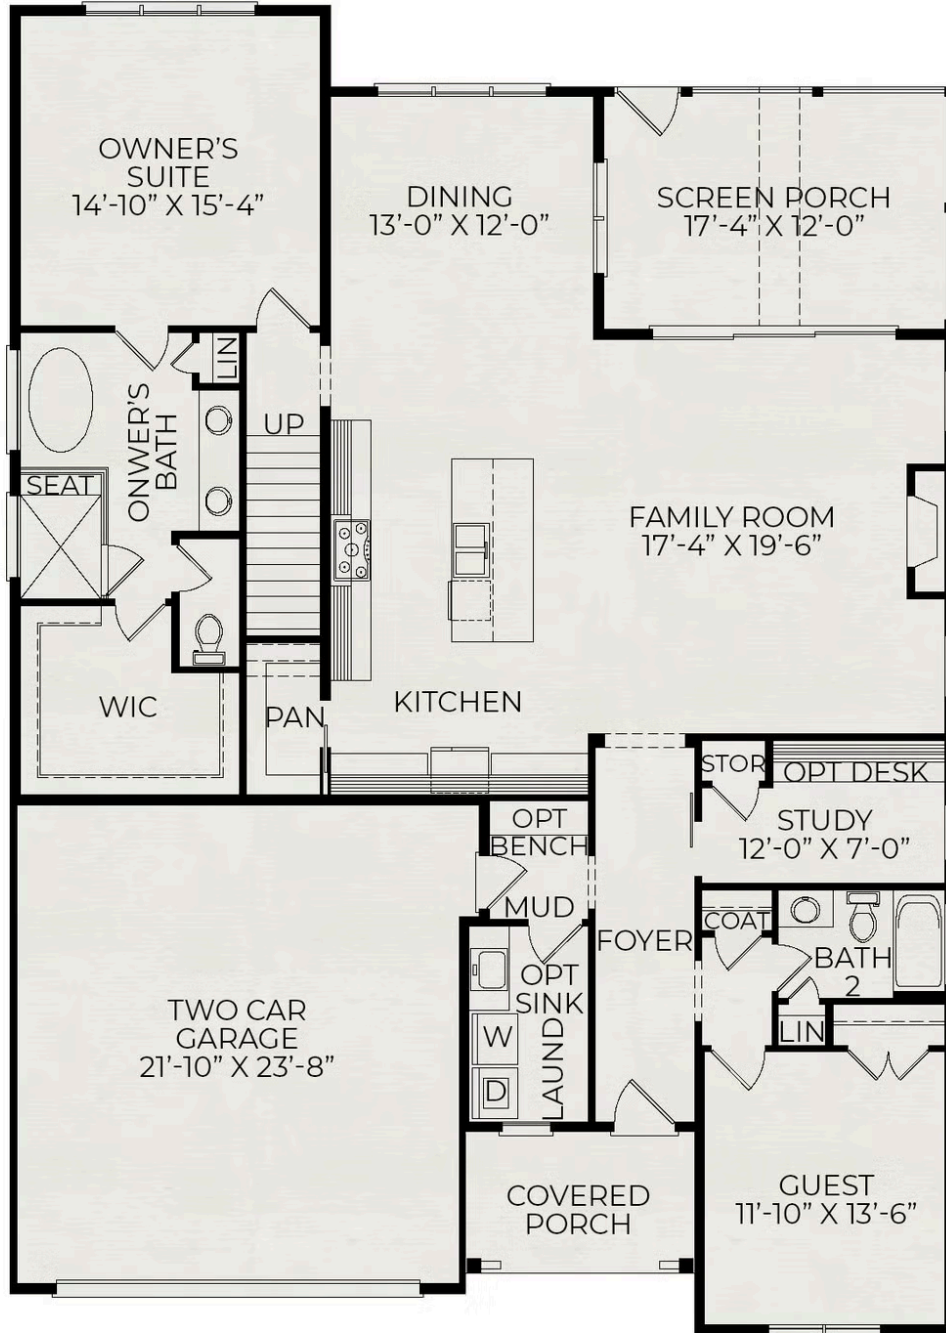 OWNER'S
SUITE
14'-10" X 15'-4"
DINING
13'-0" X 12'-0"
SCREEN PORCH
17'-4" X 12'-0"
LIN
ONWER'S
BATH
UP
SEAT
FAMILY ROOM
17'-4" X 19'-6"
WIC
PAN
KITCHEN
STOR
OPT DESK
STUDY
12'-0" X 7'-0"
OPT
BENCH
MUD
FOYER
COAT
BATH
2
LIN
OPT
SINK
W
D
LAUND
TWO CAR
GARAGE
21'-10" X 23'-8"
COVERED
PORCH
GUEST
11'-10" X 13'-6"